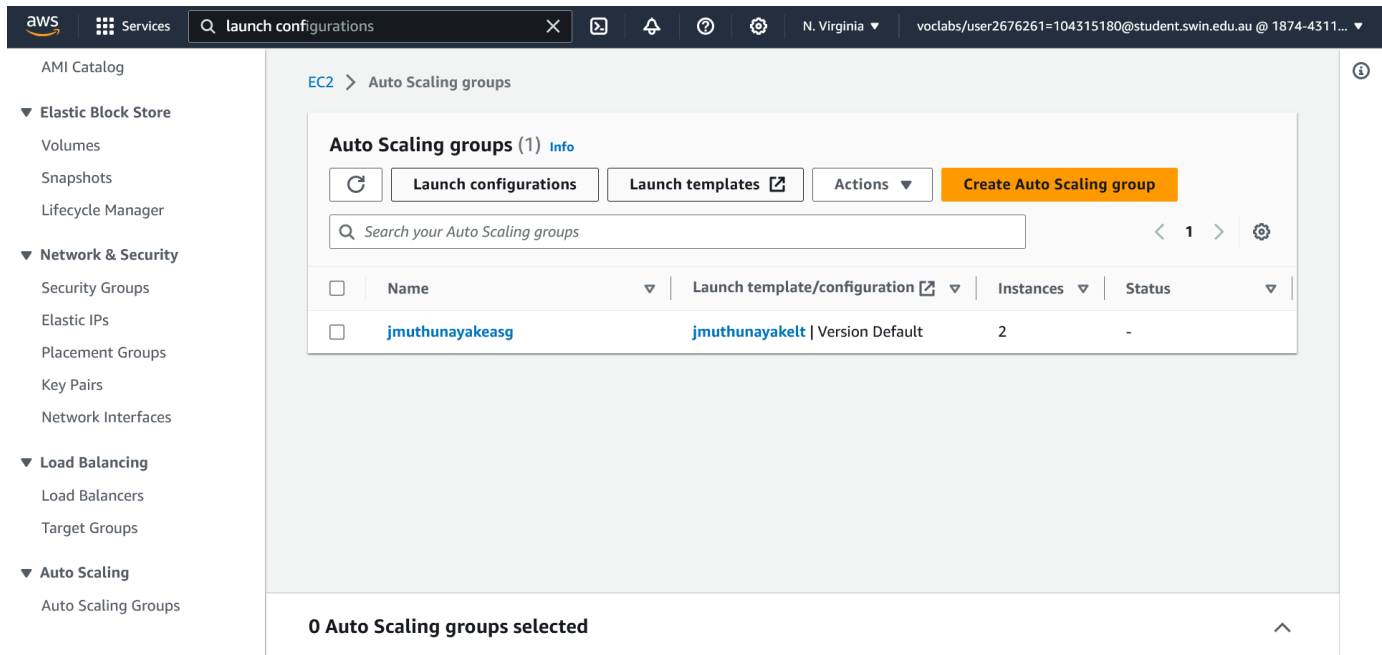 aws Services launch configurations N. Virginia voclabs/user2676261=104315180@student.swin.edu.au @ 1874-4311...
AMI Catalog
Elastic Block Store
Volumes
Snapshots
Lifecycle Manager
Network & Security
Security Groups
Elastic IPs
Placement Groups
Key Pairs
Network Interfaces
Load Balancing
Load Balancers
Target Groups
Auto Scaling
Auto Scaling Groups
EC2 > Auto Scaling groups
Auto Scaling groups (1) Info
Launch configurations Launch templates Actions Create Auto Scaling group
Search your Auto Scaling groups < 1 >
Name Launch template/configuration Instances Status
jmuthunayakeasg jmuthunayakelt | Version Default 2 -
0 Auto Scaling groups selected